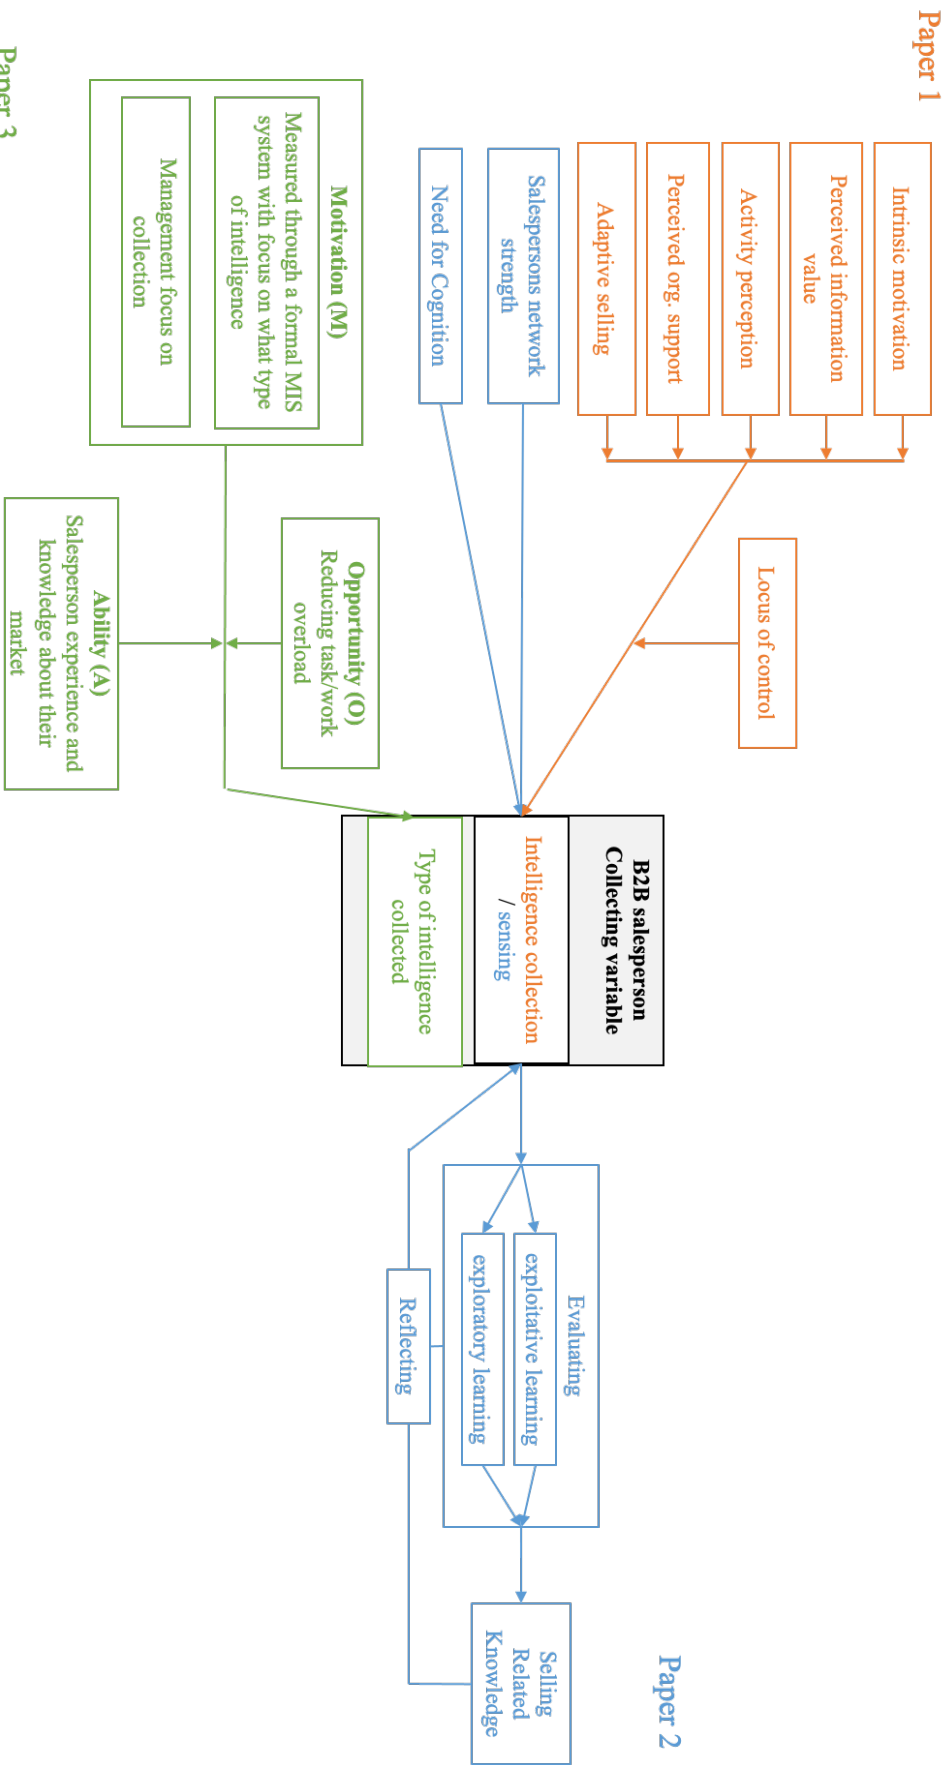 Paper 1
Intrinsic motivation
Perceived information
value
Activity perception
Perceived org. support
Adaptive selling
Locus of control
Salespersons network
strength
Need for Cognition
B2B salesperson
Collecting variable
Intelligence collection
/ sensing
Type of intelligence
collected
Paper 2
Evaluating
exploitative learning
exploratory learning
Reflecting
Selling
Related
Knowledge
Motivation (M)
Measured through a formal MIS
system with focus on what type
of intelligence
Management focus on
collection
Opportunity (O)
Reducing task/work
overload
Ability (A)
Salesperson experience and
knowledge about their
market
Paper 3